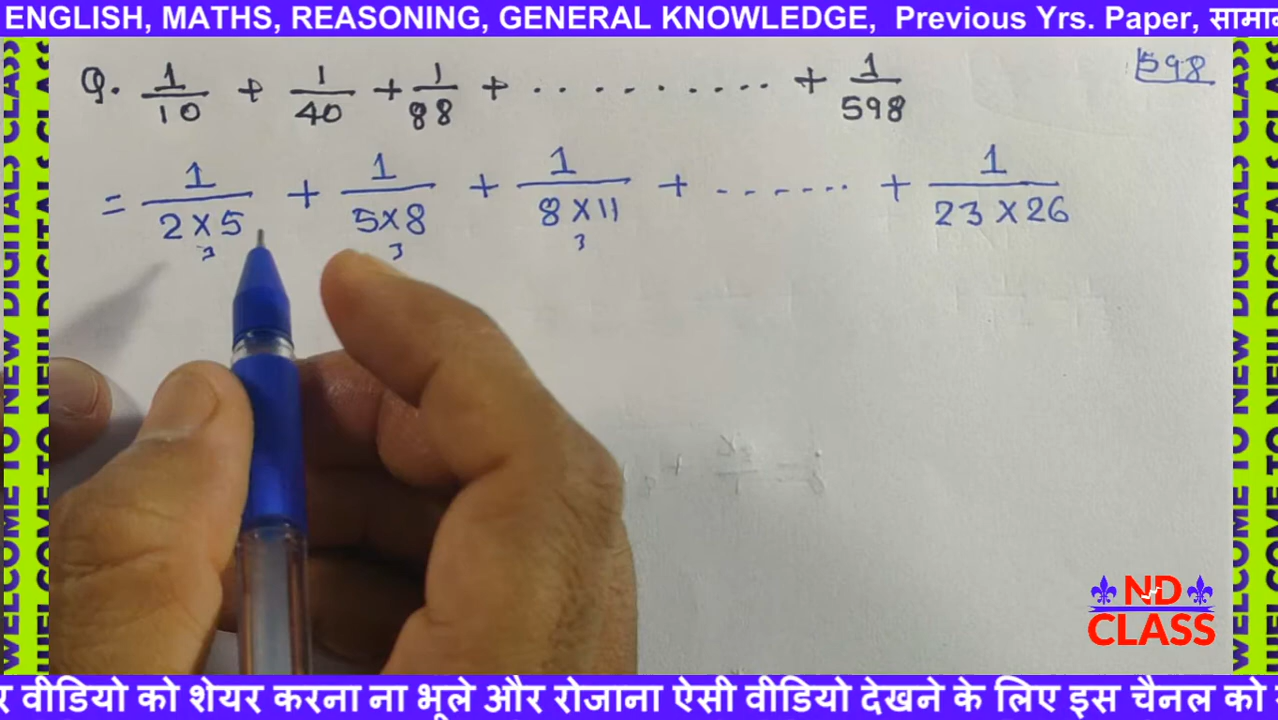 ENGLISH, MATHS, REASONING, GENERAL KNOWLEDGE, Previous Yrs. Paper,
598
Q. 1/10 + 1/40 + 1/88 + .......... + 1/598
= 1/2×5 + 1/5×8 + 1/8×11 + ....... + 1/23×26
3 3 3
WELCOME TO NEW DIGITALS CLASS
ND
CLASS
वीडियो को शेयर करना ना भूले और रोजाना ऐसी वीडियो देखने के लिए इस चैनल को